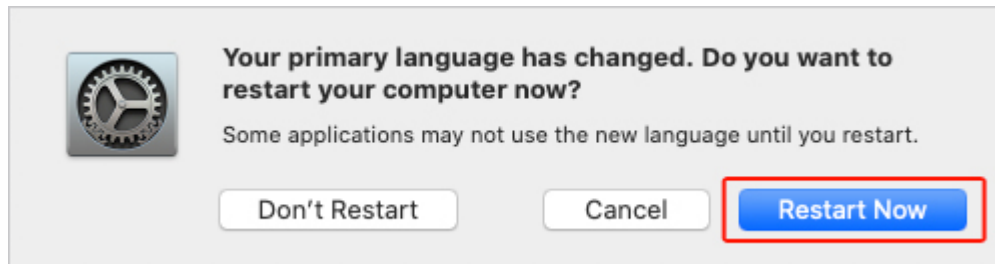 Your primary language has changed. Do you want to
restart your computer now?
Some applications may not use the new language until you restart.
Don't Restart
Cancel
Restart Now